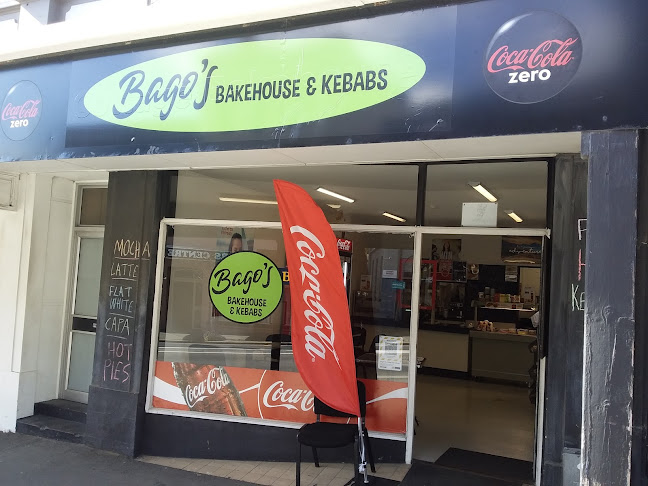 Coca-Cola
zero
Bago's BAKEHOUSE & KEBABS
Coca-Cola
zero
MOCHA
LATTE
FLAT
WHITE
CAPA
HOT
PIES
Bago's
BAKEHOUSE
& KEBABS
Coca-Cola
Coca-Cola
Coca-Cola
CENTRE